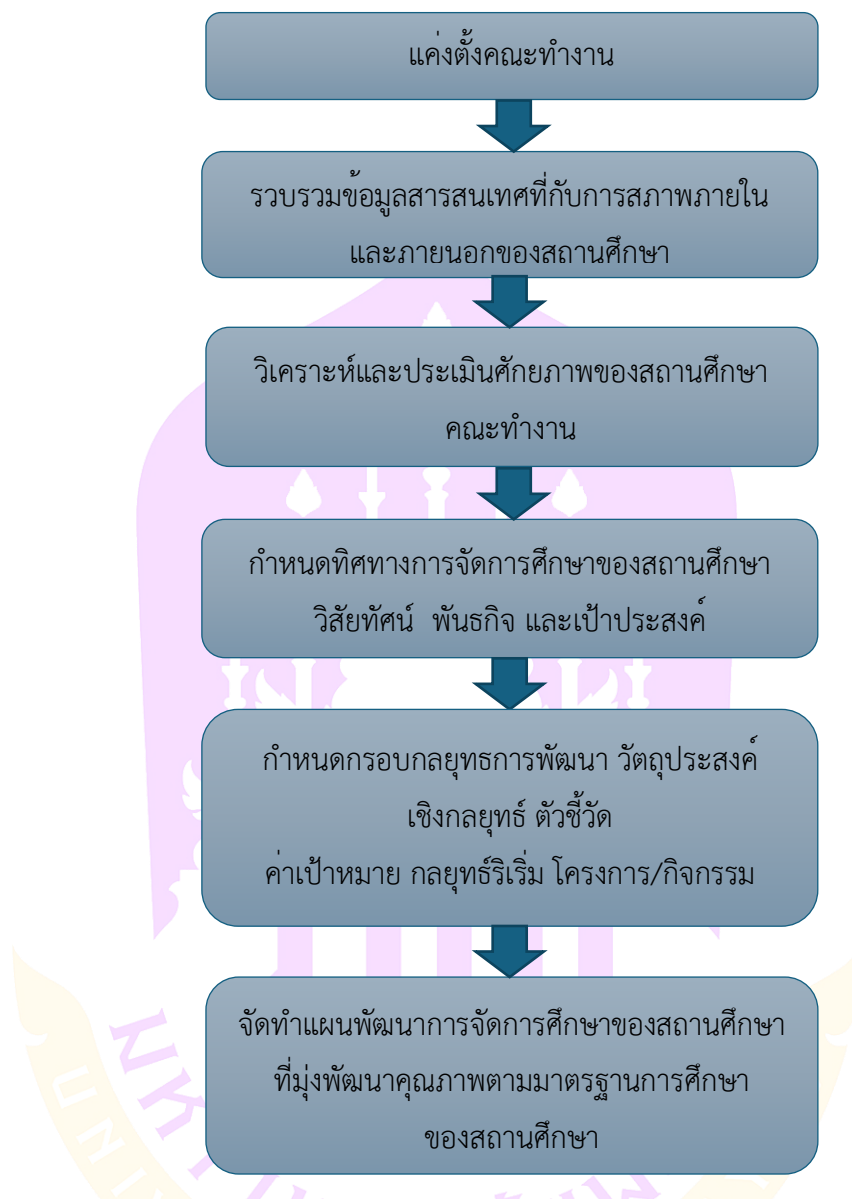 แค่งตั้งคณะทำงาน
รวบรวมข้อมูลสารสนเทศที่กับการสภาพภายใน
และภายนอกของสถานศึกษา
วิเคราะห์และประเมินศักยภาพของสถานศึกษา
คณะทำงาน
กำหนดทิศทางการจัดการศึกษาของสถานศึกษา
วิสัยทัศน์ พันธกิจ และเป้าประสงค์
กำหนดกรอบกลยุทธการพัฒนา วัตถุประสงค์
เชิงกลยุทธ์ ตัวชี้วัด
ค่าเป้าหมาย กลยุทธ์ริเริ่ม โครงการ/กิจกรรม
จัดทำแผนพัฒนาการจัดการศึกษาของสถานศึกษา
ที่มุ่งพัฒนาคุณภาพตามมาตรฐานการศึกษา
ของสถานศึกษา